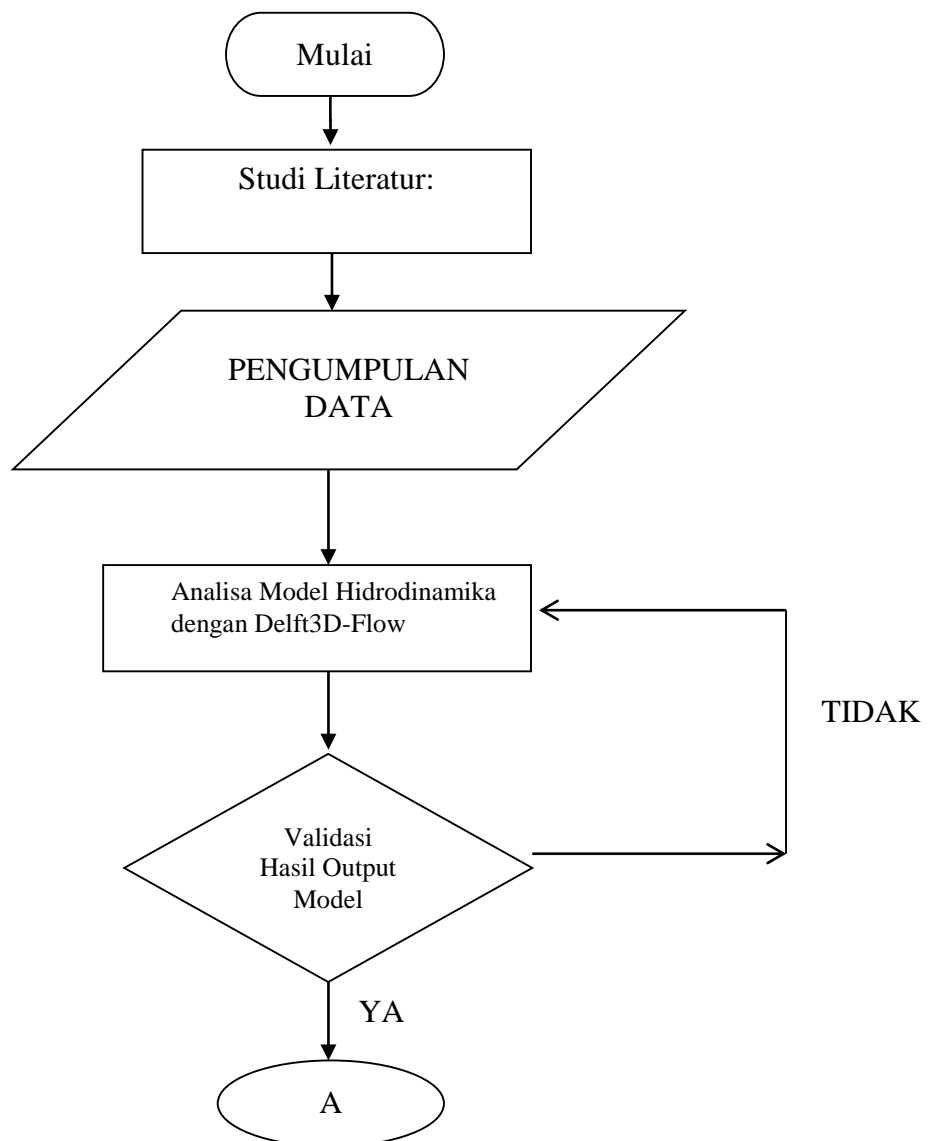 Mulai
Studi Literatur:
PENGUMPULAN
DATA
Analisa Model Hidrodinamika
dengan Delft3D-Flow
TIDAK
Validasi
Hasil Output
Model
YA
A